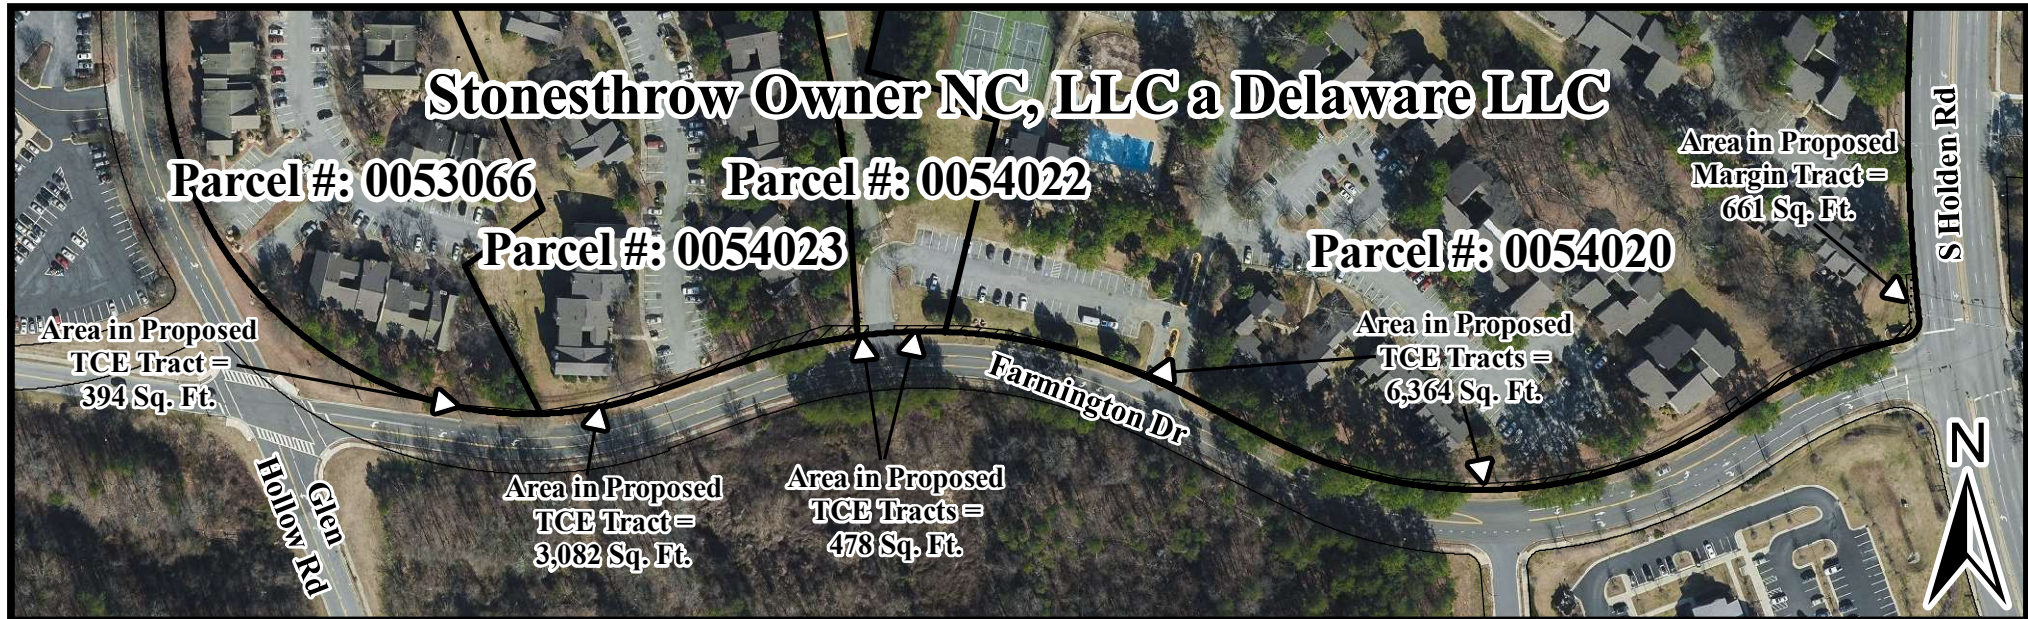 Stonesthrow Owner NC, LLC a Delaware LLC
Parcel #: 0053066
Parcel #: 0054022
Parcel #: 0054023
Parcel #: 0054020
Area in Proposed
Margin Tract =
661 Sq. Ft.
S Holden Rd
Area in Proposed
TCE Tract =
394 Sq. Ft.
Area in Proposed
TCE Tracts =
6,364 Sq. Ft.
Farmington Dr
Glen
Hollow Rd
Area in Proposed
TCE Tract =
3,082 Sq. Ft.
Area in Proposed
TCE Tracts =
478 Sq. Ft.
N